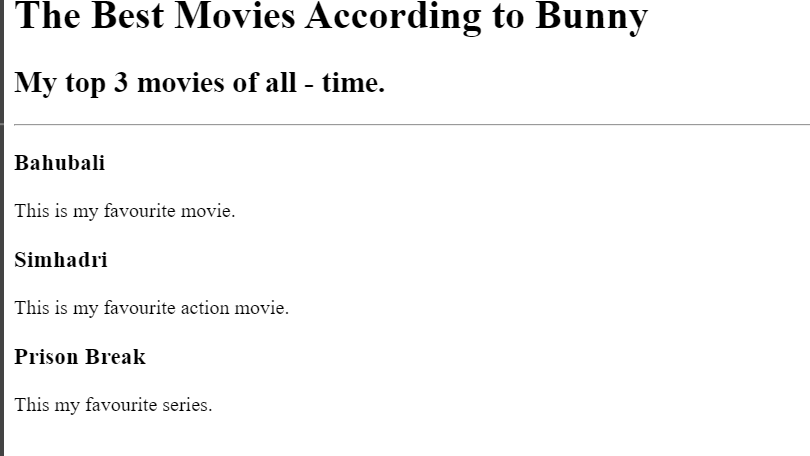 The Best Movies According to Bunny
My top 3 movies of all - time.
Bahubali
This is my favourite movie.
Simhadri
This is my favourite action movie.
Prison Break
This my favourite series.